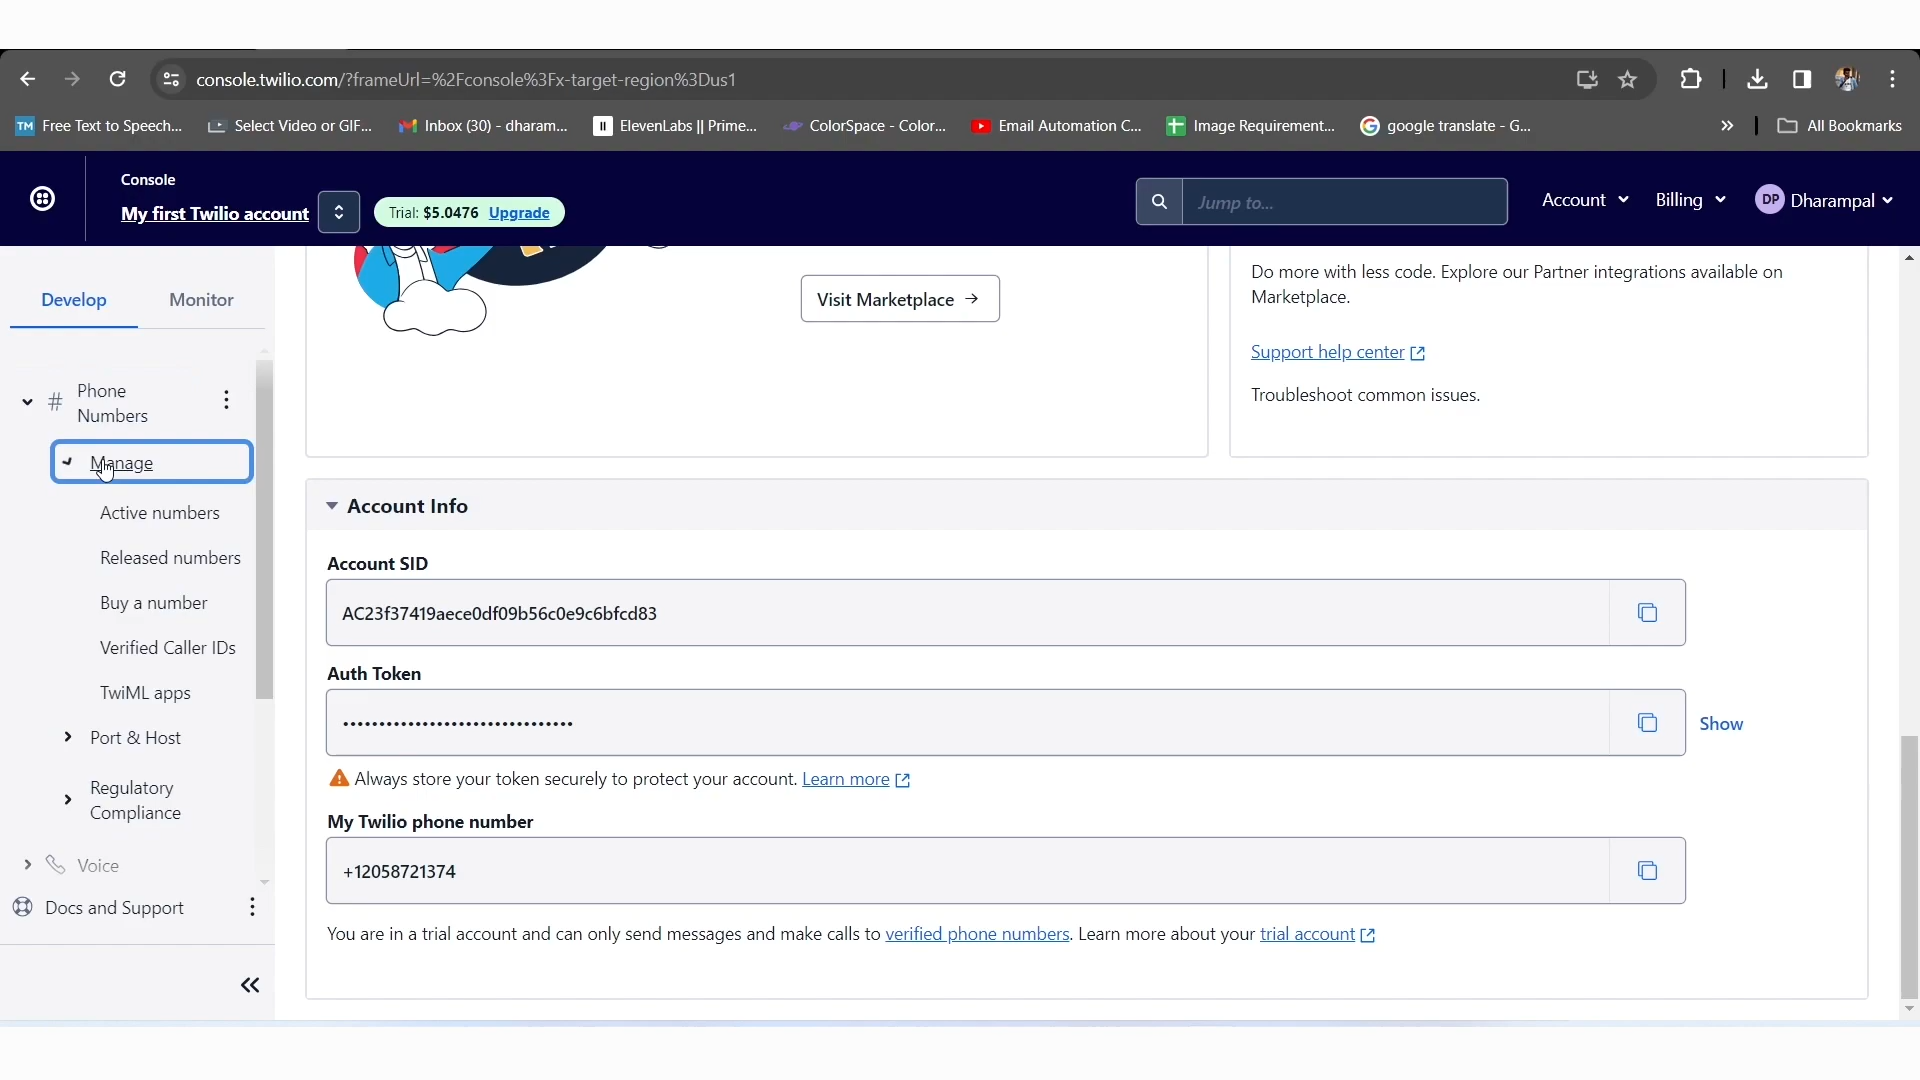 console.twilio.com/?frameUrl=%2Fconsole%3Fx-target-region%3Dus1
TM Free Text to Speech... Select Video or GIF... Inbox (30) - dharam... ElevenLabs || Prime... ColorSpace - Color... Email Automation C... Image Requirement... google translate - G... All Bookmarks
Console
My first Twilio account
Trial: $5.0476 Upgrade
Jump to...
Account
Billing
DP Dharampal
Develop
Monitor
Phone
Numbers
Manage
Active numbers
Released numbers
Buy a number
Verified Caller IDs
TwiML apps
Port & Host
Regulatory
Compliance
Voice
Docs and Support
Visit Marketplace
Do more with less code. Explore our Partner integrations available on
Marketplace.
Support help center
Troubleshoot common issues.
Account Info
Account SID
AC23f37419aece0df09b56c0e9c6bfcd83
Auth Token
••••••••••••••••••••••••••••••••
Show
Always store your token securely to protect your account. Learn more
My Twilio phone number
+12058721374
You are in a trial account and can only send messages and make calls to verified phone numbers. Learn more about your trial account